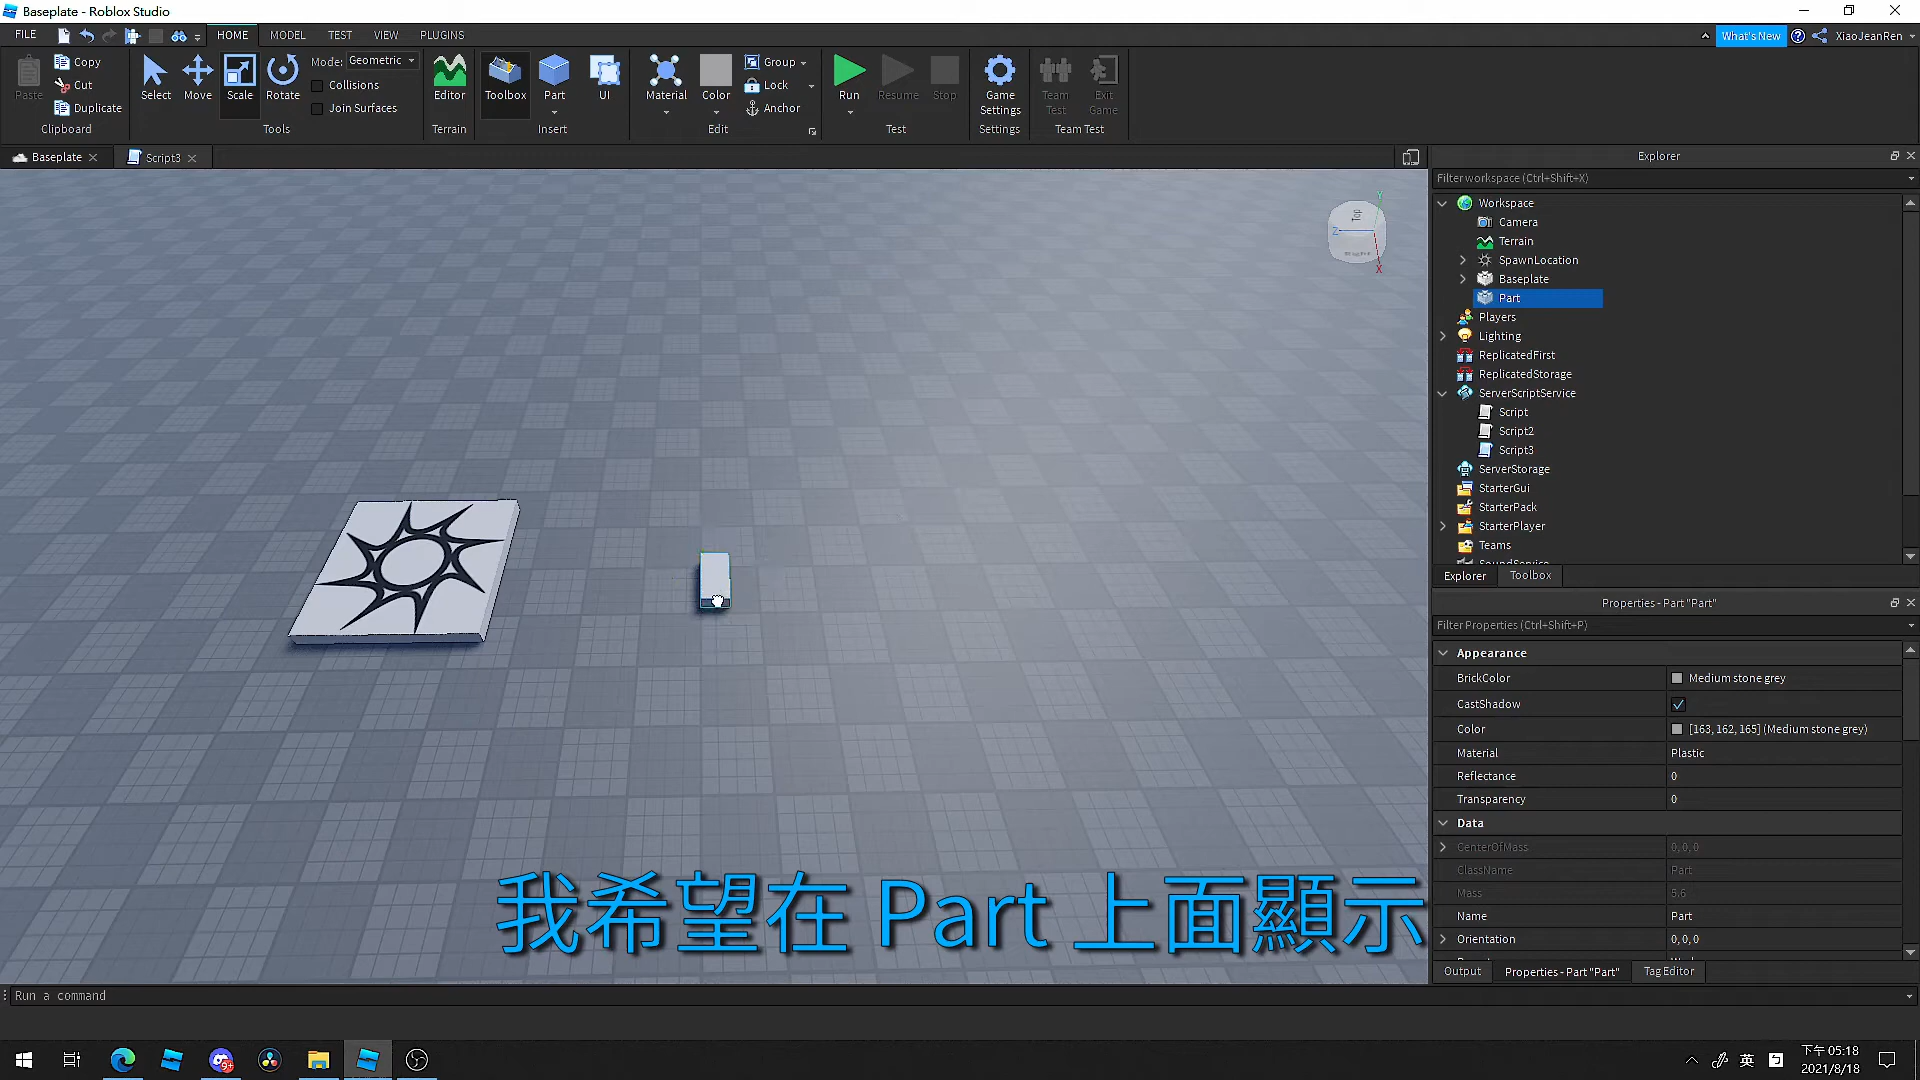 Baseplate - Roblox Studio
FILE
HOME
MODEL
TEST
VIEW
PLUGINS
What's New
XiaoJeanRen
Paste
Copy
Cut
Duplicate
Clipboard
Select
Move
Scale
Rotate
Mode: Geometric
Collisions
Join Surfaces
Tools
Editor
Terrain
Toolbox
Part
UI
Insert
Material
Color
Group
Lock
Anchor
Edit
Run
Resume
Stop
Test
Game Settings
Settings
Team Test
Exit Game
Team Test
Baseplate
Script3
Top
Z
Y
X
我希望在 Part 上面顯示
Explorer
Filter workspace (Ctrl+Shift+X)
Workspace
Camera
Terrain
SpawnLocation
Baseplate
Part
Players
Lighting
ReplicatedFirst
ReplicatedStorage
ServerScriptService
Script
Script2
Script3
ServerStorage
StarterGui
StarterPack
StarterPlayer
Teams
SoundService
Explorer
Toolbox
Properties - Part "Part"
Filter Properties (Ctrl+Shift+P)
Appearance
BrickColor Medium stone grey
CastShadow
Color [163, 162, 165] (Medium stone grey)
Material Plastic
Reflectance 0
Transparency 0
Data
CenterOfMass 0, 0, 0
ClassName Part
Mass 5.6
Name Part
Orientation 0, 0, 0
Output
Properties - Part "Part"
Tag Editor
Run a command
9+
英
下午 05:18
2021/8/18